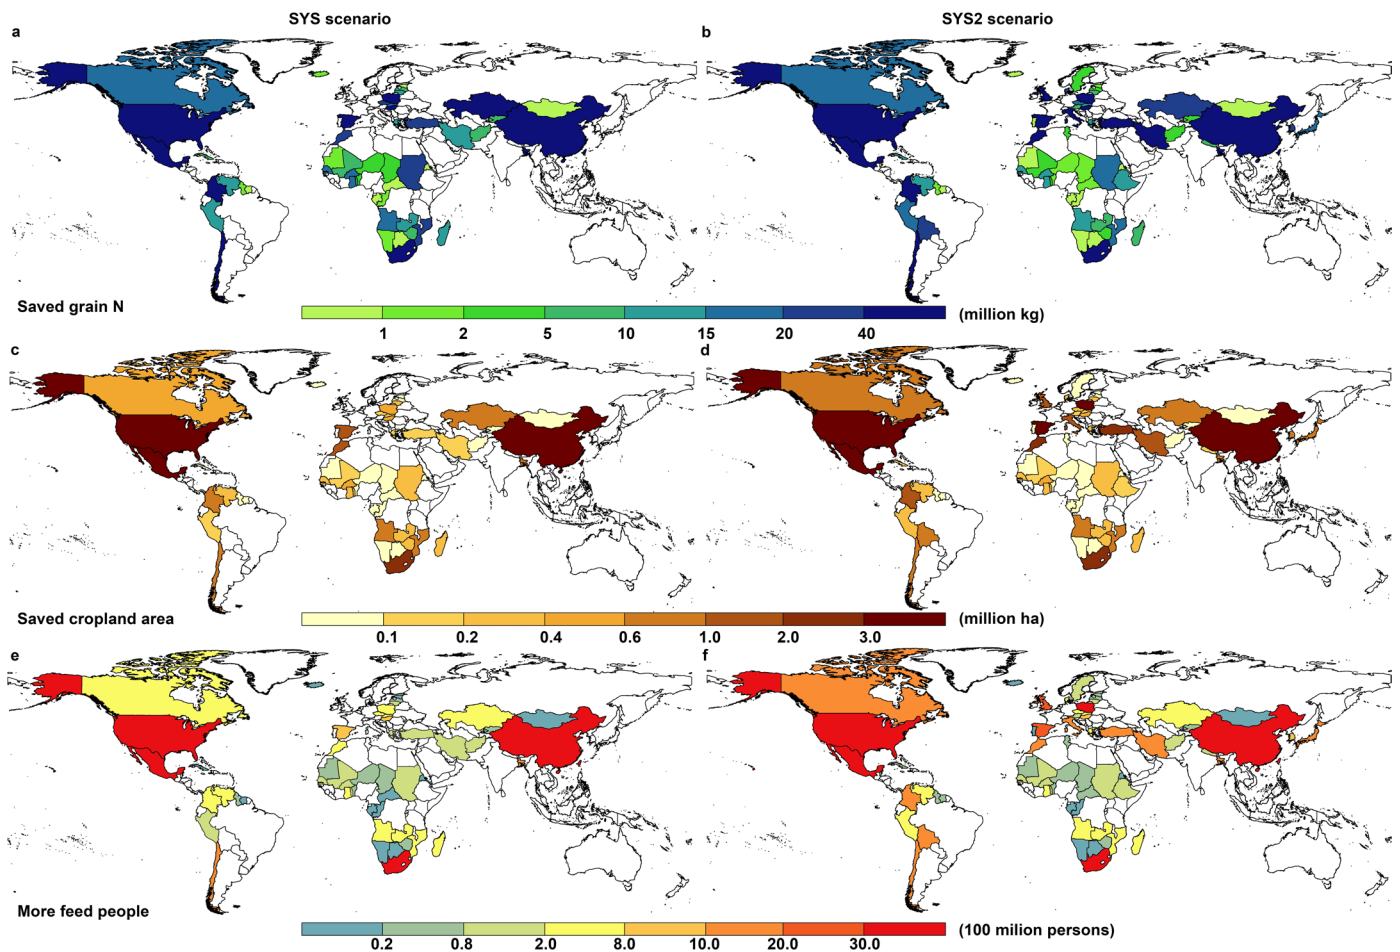 SYS scenario
SYS2 scenario
a
b
Saved grain N
1 2 5 10 15 20 40 (million kg)
c
d
Saved cropland area
0.1 0.2 0.4 0.6 1.0 2.0 3.0 (million ha)
e
f
More feed people
0.2 0.8 2.0 8.0 10.0 20.0 30.0 (100 milion persons)